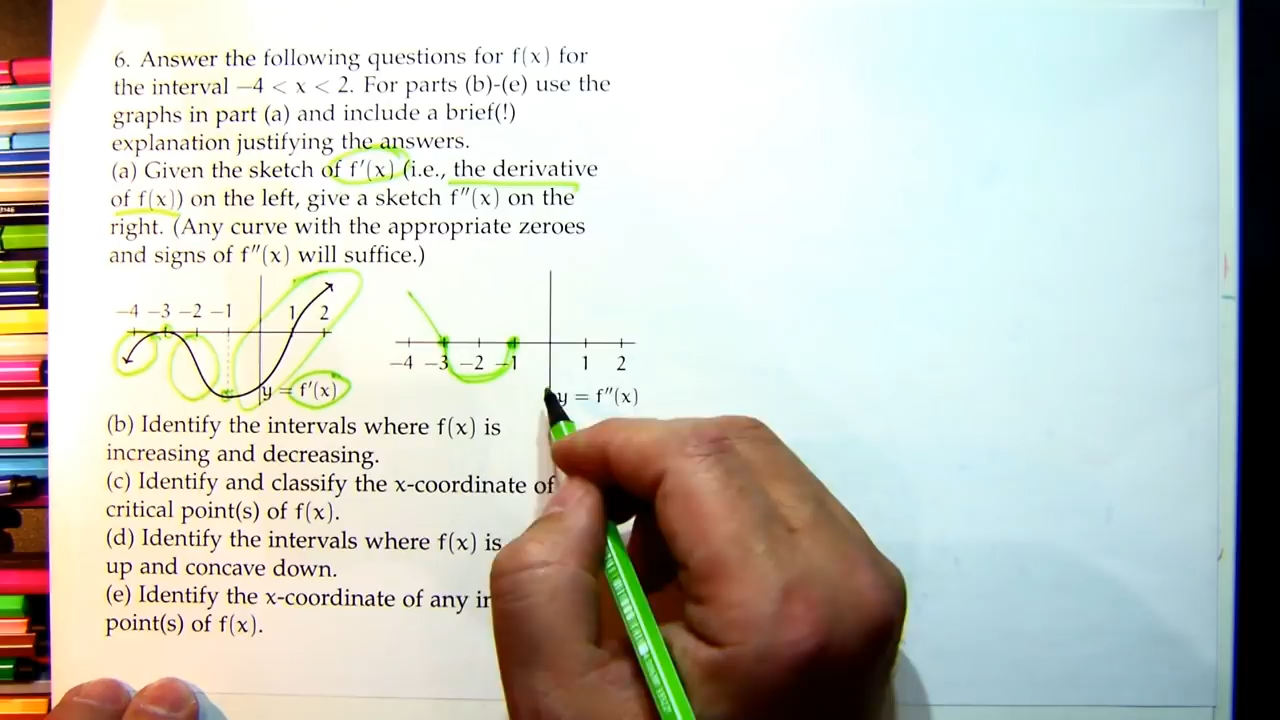 6. Answer the following questions for f(x) for
the interval −4 < x < 2. For parts (b)-(e) use the
graphs in part (a) and include a brief(!)
explanation justifying the answers.
(a) Given the sketch of f′(x) (i.e., the derivative
of f(x)) on the left, give a sketch f″(x) on the
right. (Any curve with the appropriate zeroes
and signs of f″(x) will suffice.)
−4 −3 −2 −1 1 2
y = f′(x)
−4 −3 −2 −1 1 2
y = f″(x)
(b) Identify the intervals where f(x) is
increasing and decreasing.
(c) Identify and classify the x-coordinate of
critical point(s) of f(x).
(d) Identify the intervals where f(x) is
up and concave down.
(e) Identify the x-coordinate of any
point(s) of f(x).